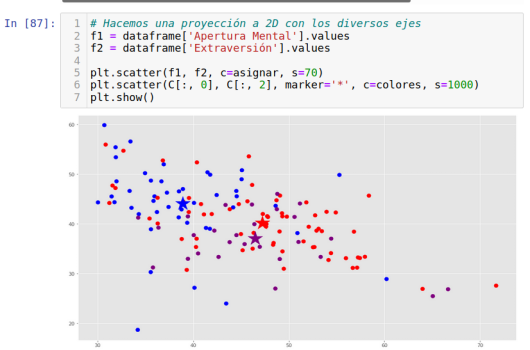 In [87]:
1 # Hacemos una proyección a 2D con los diversos ejes
2 f1 = dataframe['Apertura Mental'].values
3 f2 = dataframe['Extraversión'].values
4
5 plt.scatter(f1, f2, c=asignar, s=70)
6 plt.scatter(C[:, 0], C[:, 2], marker='*', c=colores, s=1000)
7 plt.show()
60
50
40
30
20
30 40 50 60 70